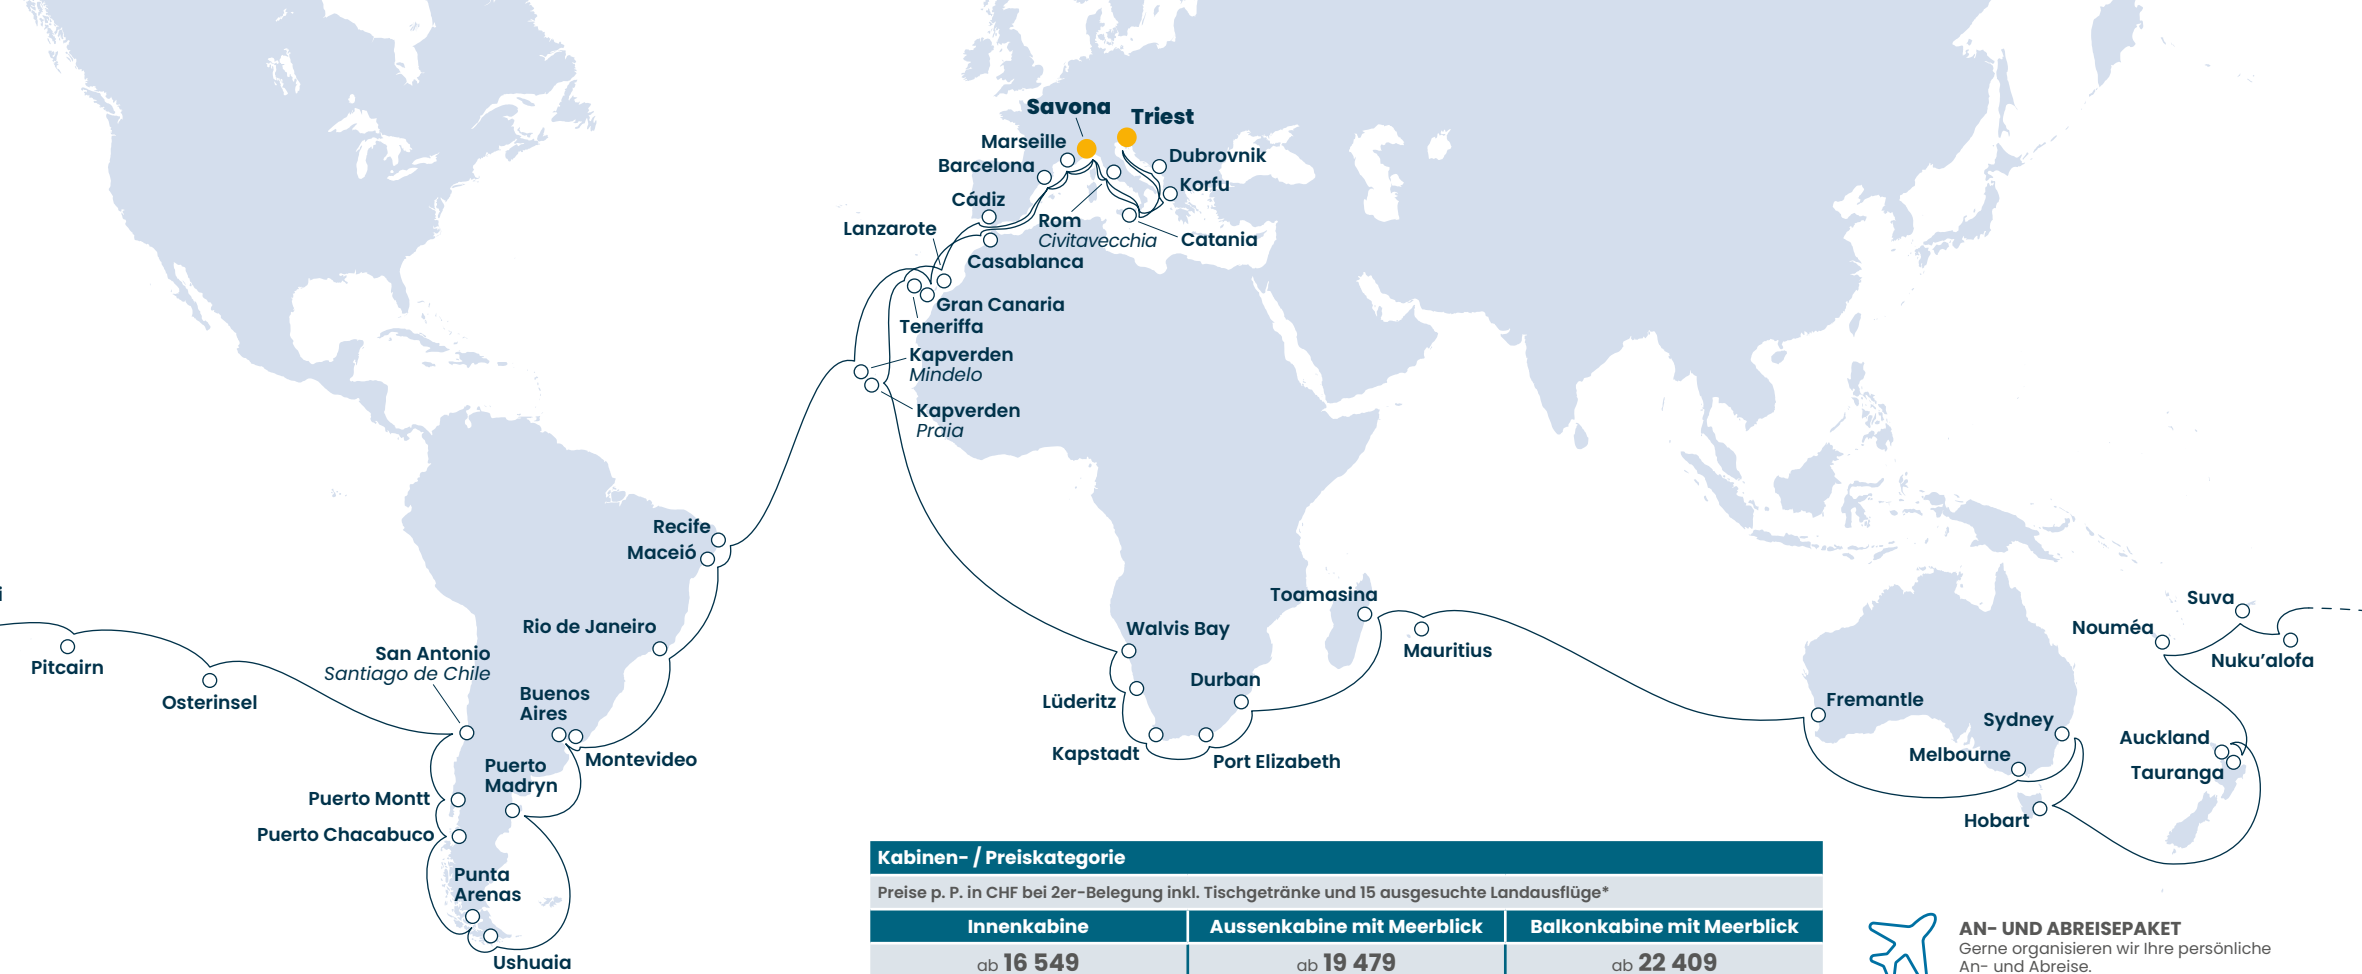 Savona
Triest
Marseille
Barcelona
Dubrovnik
Korfu
Cádiz
Lanzarote
Rom
Civitavecchia
Catania
Casablanca
Gran Canaria
Teneriffa
Kapverden
Mindelo
Kapverden
Praia
Recife
Maceió
Rio de Janeiro
San Antonio
Santiago de Chile
Pitcairn
Osterinsel
Buenos
Aires
Montevideo
Puerto
Madryn
Puerto Montt
Puerto Chacabuco
Punta
Arenas
Ushuaia
Toamasina
Walvis Bay
Mauritius
Durban
Lüderitz
Kapstadt
Port Elizabeth
Fremantle
Sydney
Melbourne
Hobart
Suva
Nouméa
Nuku’alofa
Auckland
Tauranga
Kabinen- / Preiskategorie
Preise p. P. in CHF bei 2er-Belegung inkl. Tischgetränke und 15 ausgesuchte Landausflüge*
Innenkabine
Aussenkabine mit Meerblick
Balkonkabine mit Meerblick
ab 16 549
ab 19 479
ab 22 409
AN- UND ABREISEPAKET
Gerne organisieren wir Ihre persönliche
An- und Abreise.